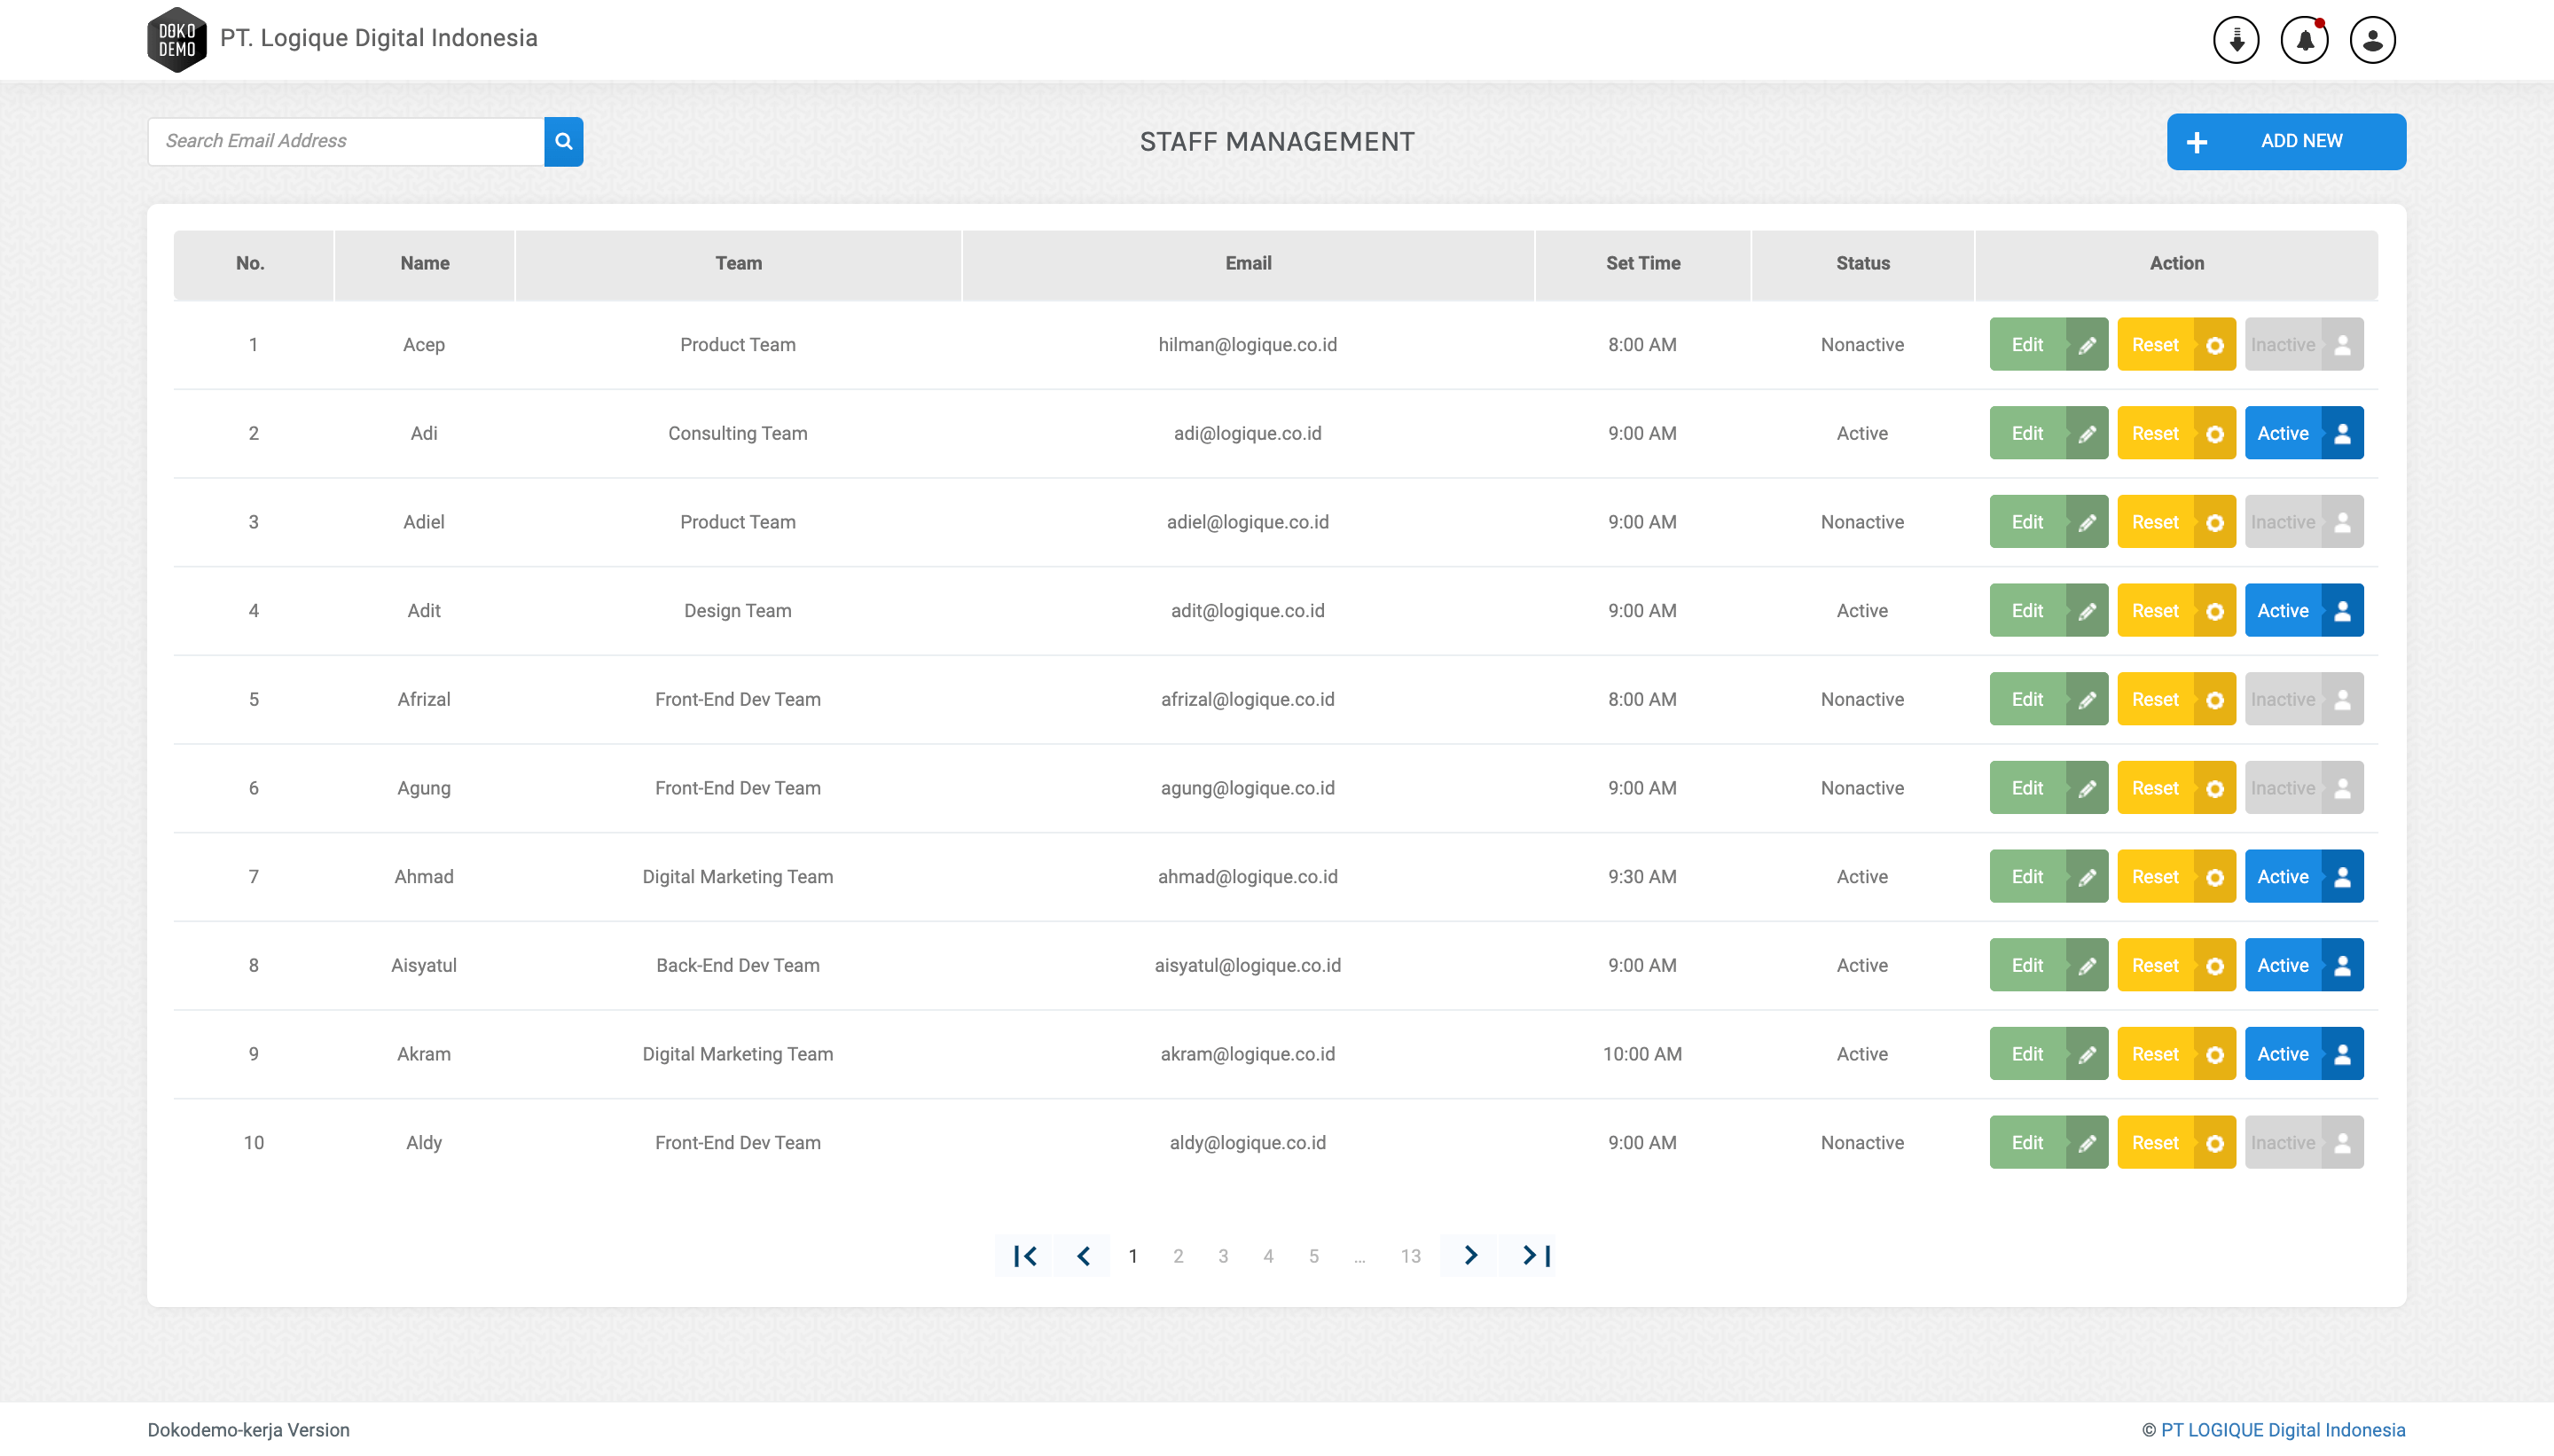 DOKO
DEMO
PT. Logique Digital Indonesia
Search Email Address
STAFF MANAGEMENT
ADD NEW
No. Name Team Email Set Time Status Action
1 Acep Product Team hilman@logique.co.id 8:00 AM Nonactive Edit Reset Inactive
2 Adi Consulting Team adi@logique.co.id 9:00 AM Active Edit Reset Active
3 Adiel Product Team adiel@logique.co.id 9:00 AM Nonactive Edit Reset Inactive
4 Adit Design Team adit@logique.co.id 9:00 AM Active Edit Reset Active
5 Afrizal Front-End Dev Team afrizal@logique.co.id 8:00 AM Nonactive Edit Reset Inactive
6 Agung Front-End Dev Team agung@logique.co.id 9:00 AM Nonactive Edit Reset Inactive
7 Ahmad Digital Marketing Team ahmad@logique.co.id 9:30 AM Active Edit Reset Active
8 Aisyatul Back-End Dev Team aisyatul@logique.co.id 9:00 AM Active Edit Reset Active
9 Akram Digital Marketing Team akram@logique.co.id 10:00 AM Active Edit Reset Active
10 Aldy Front-End Dev Team aldy@logique.co.id 9:00 AM Nonactive Edit Reset Inactive
1 2 3 4 5 ... 13
Dokodemo-kerja Version
© PT LOGIQUE Digital Indonesia